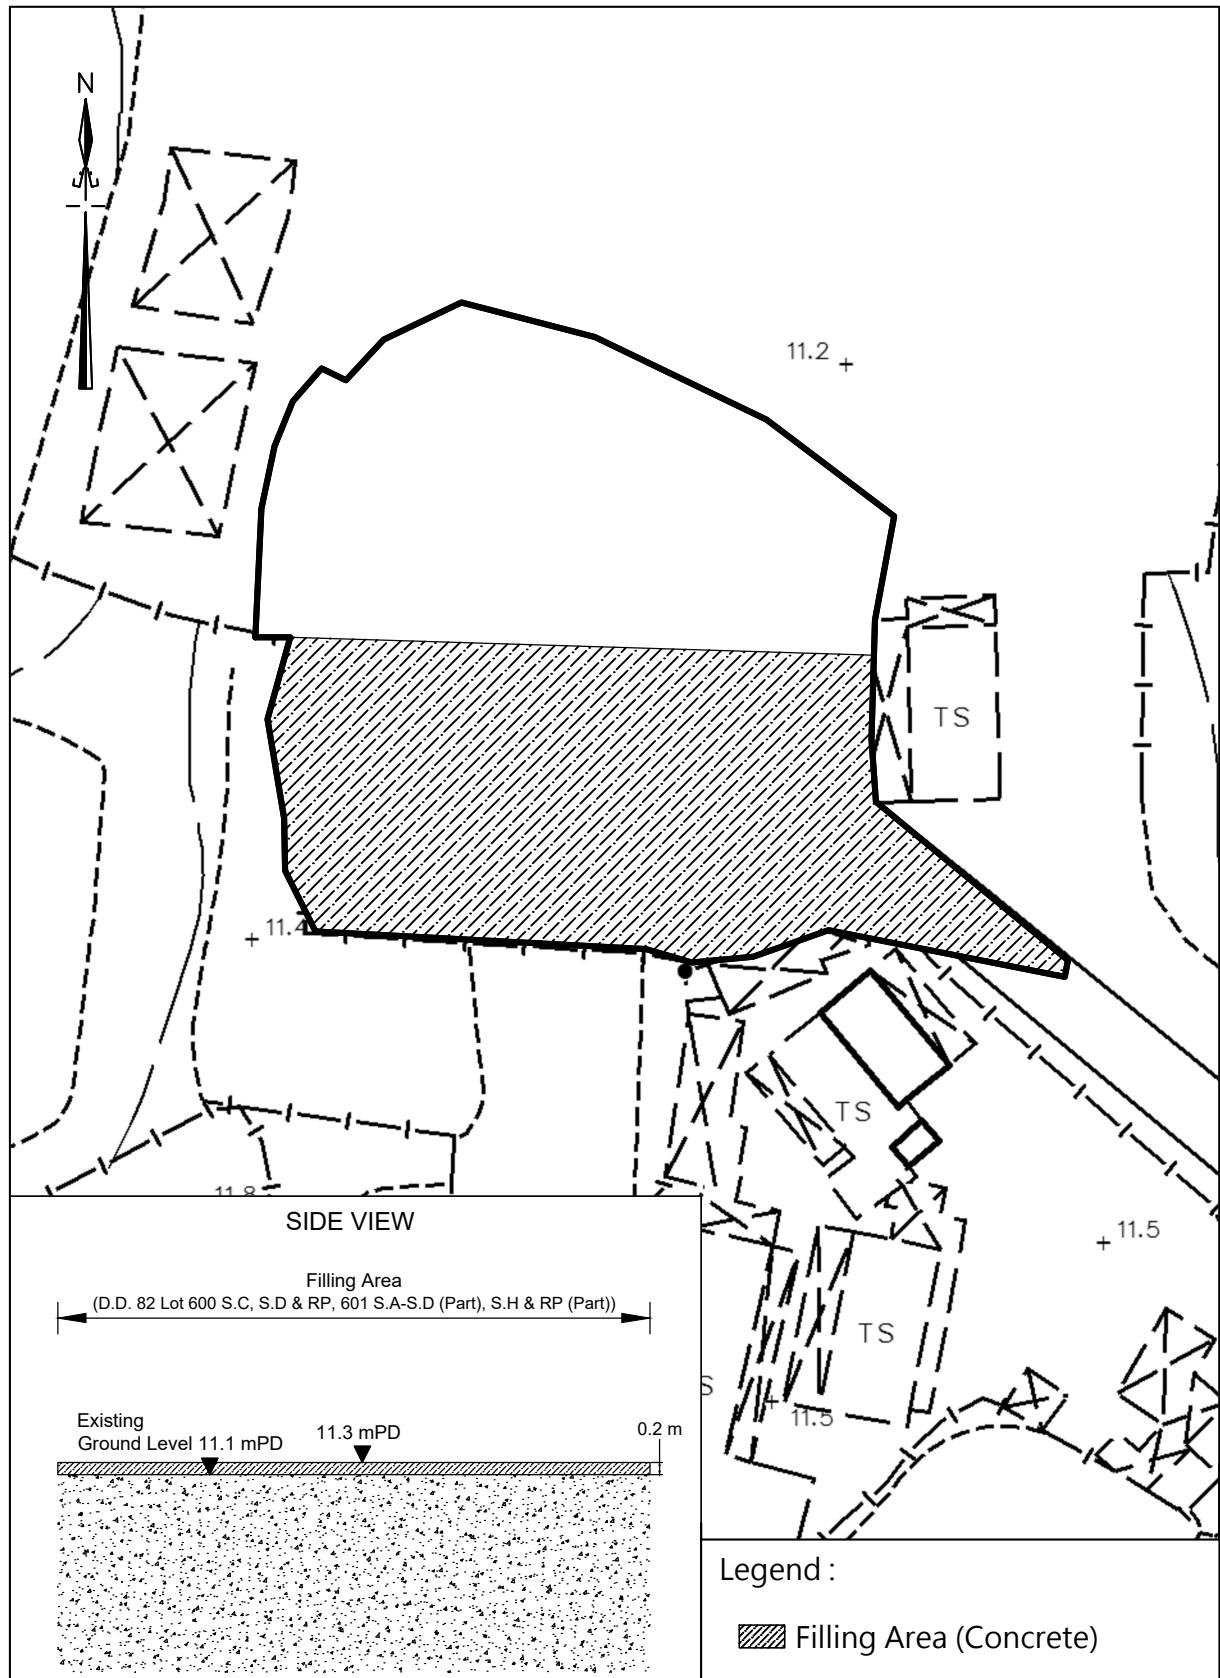 N
11.2
TS
11.4
TS
11.8
11.5
TS
11.5
SIDE VIEW
Filling Area
(D.D. 82 Lot 600 S.C, S.D & RP, 601 S.A-S.D (Part), S.H & RP (Part))
Existing
Ground Level 11.1 mPD
11.3 mPD
0.2 m
S
Legend :
Filling Area (Concrete)